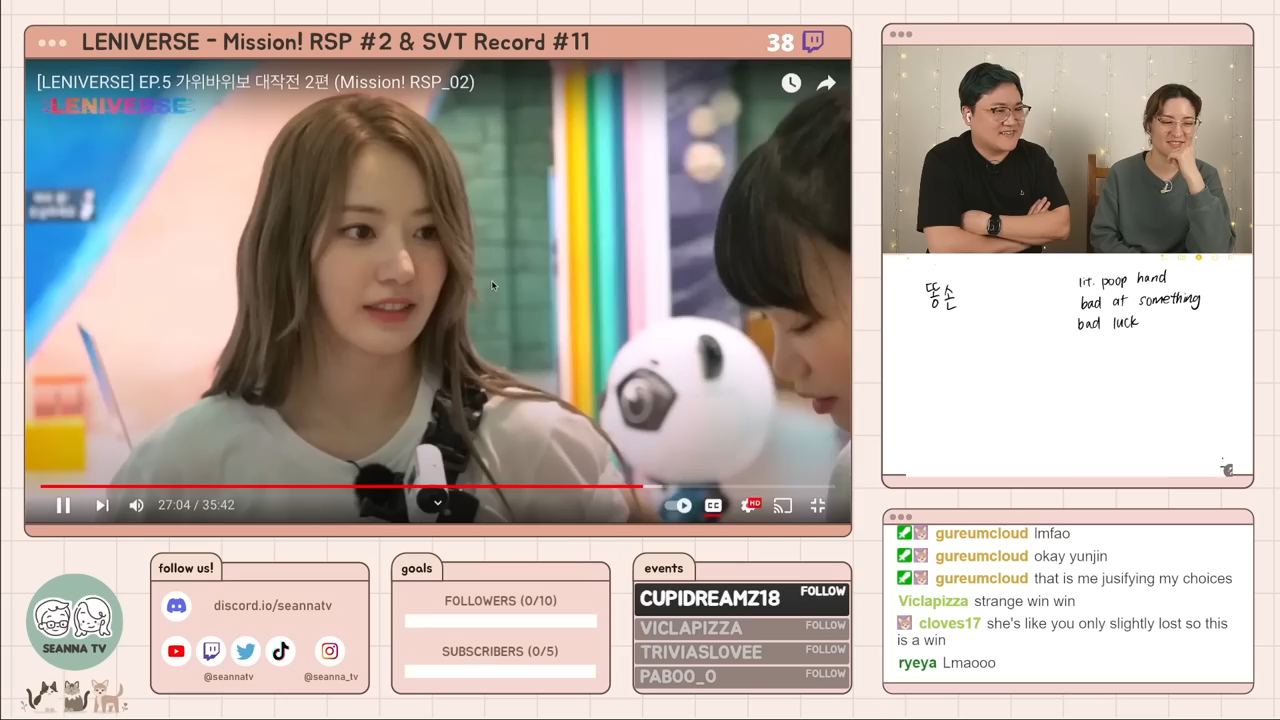 LENIVERSE - Mission! RSP #2 & SVT Record #11
38
[LENIVERSE] EP.5 가위바위보 대작전 2편 (Mission! RSP_02)
LENIVERSE
27:04 / 35:42
CC
HD
똥손
lit. poop hand
bad at something
bad luck
gureumcloud lmfao
gureumcloud okay yunjin
gureumcloud that is me jusifying my choices
Viclapizza strange win win
cloves17 she's like you only slightly lost so this
is a win
ryeya Lmaooo
SEANNA TV
follow us!
discord.io/seannatv
@seannatv
@seanna_tv
goals
FOLLOWERS (0/10)
SUBSCRIBERS (0/5)
events
CUPIDREAMZ18 FOLLOW
VICLAPIZZA FOLLOW
TRIVIASLOVEE FOLLOW
PABOO_O FOLLOW